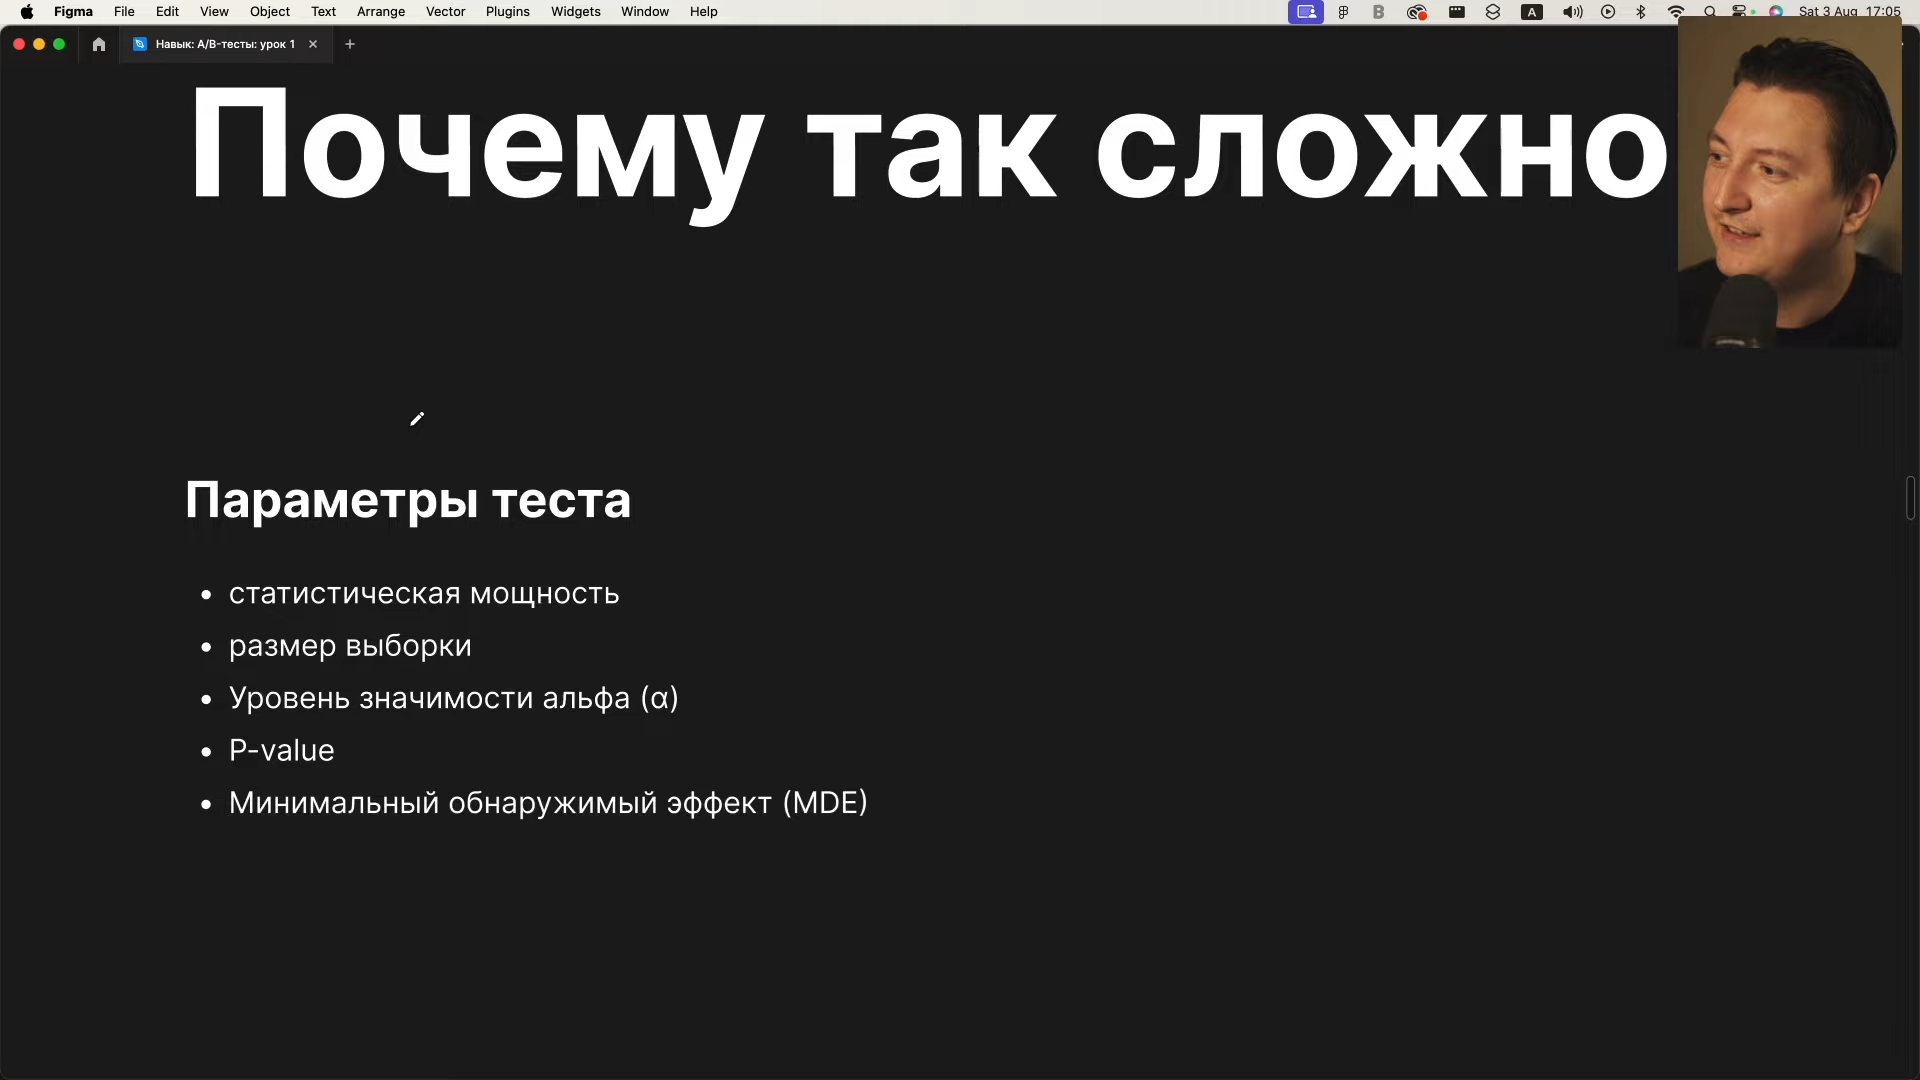 Figma File Edit View Object Text Arrange Vector Plugins Widgets Window Help A Sat 3 Aug 17:05
Навык: A/B-тесты: урок 1
Почему так сложно
Параметры теста
• статистическая мощность
• размер выборки
• Уровень значимости альфа (α)
• P-value
• Минимальный обнаружимый эффект (MDE)